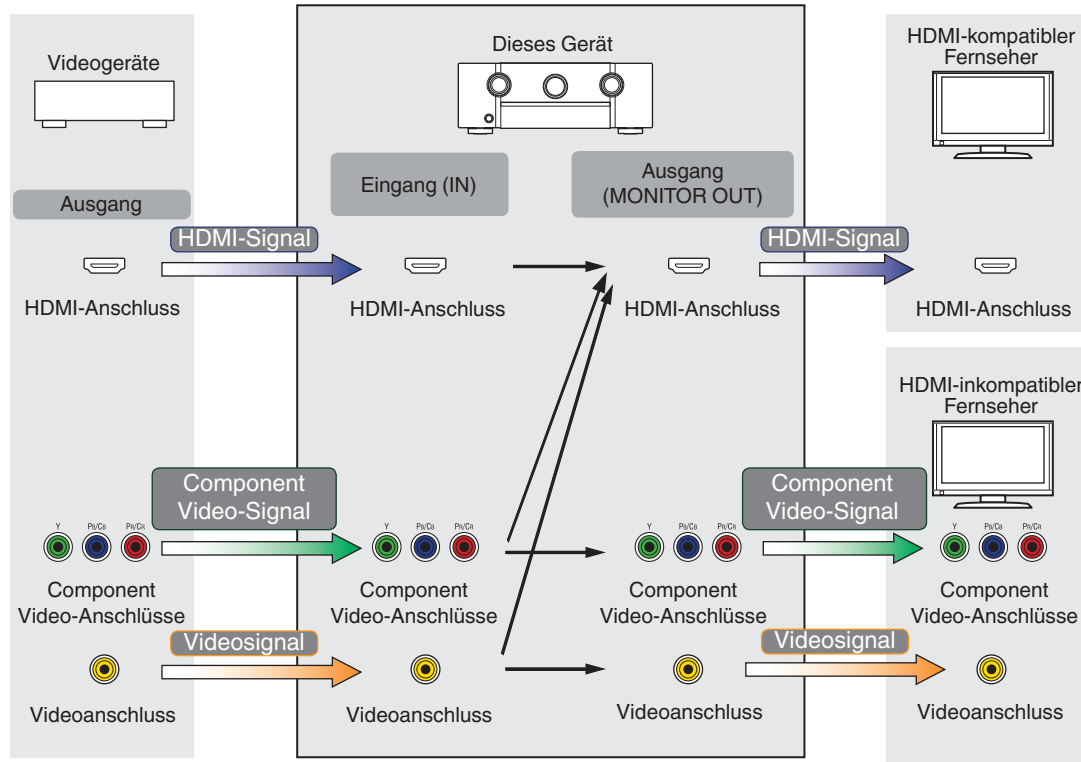 Videogeräte
Dieses Gerät
HDMI-kompatibler
Fernseher
Ausgang
Eingang (IN)
Ausgang
(MONITOR OUT)
HDMI-Signal
HDMI-Signal
HDMI-Anschluss
HDMI-Anschluss
HDMI-Anschluss
HDMI-Anschluss
HDMI-inkompatibler
Fernseher
Component
Video-Signal
Component
Video-Signal
Y PB/CB PR/CR
Y PB/CB PR/CR
Y PB/CB PR/CR
Y PB/CB PR/CR
Component
Video-Anschlüsse
Component
Video-Anschlüsse
Component
Video-Anschlüsse
Component
Video-Anschlüsse
Videosignal
Videosignal
Videoanschluss
Videoanschluss
Videoanschluss
Videoanschluss